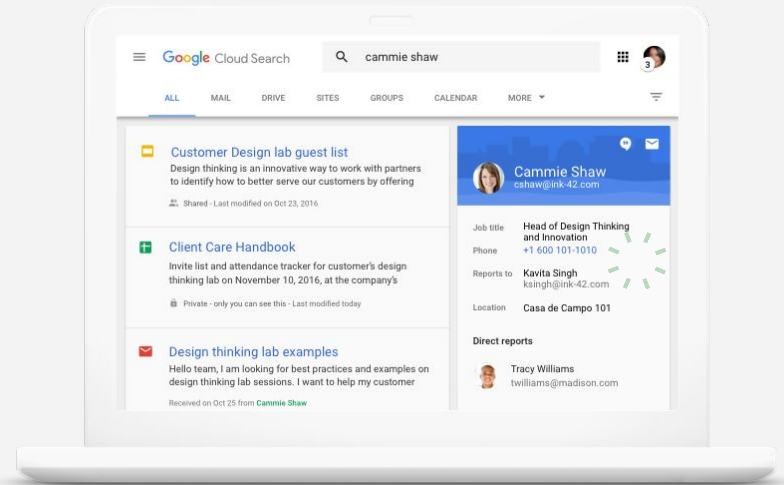 Google Cloud Search
cammie shaw
3
ALL MAIL DRIVE SITES GROUPS CALENDAR MORE
Customer Design lab guest list
Design thinking is an innovative way to work with partners
to identify how to better serve our customers by offering
Shared - Last modified on Oct 23, 2016
Client Care Handbook
Invite list and attendance tracker for customer's design
thinking lab on November 10, 2016, at the company's
Private - only you can see this - Last modified today
Design thinking lab examples
Hello team, I am looking for best practices and examples on
design thinking lab sessions. I want to help my customer
Received on Oct 25 from Cammie Shaw
Cammie Shaw
cshaw@ink-42.com
Job title Head of Design Thinking
and Innovation
Phone +1 600 101-1010
Reports to Kavita Singh
ksingh@ink-42.com
Location Casa de Campo 101
Direct reports
Tracy Williams
twilliams@madison.com